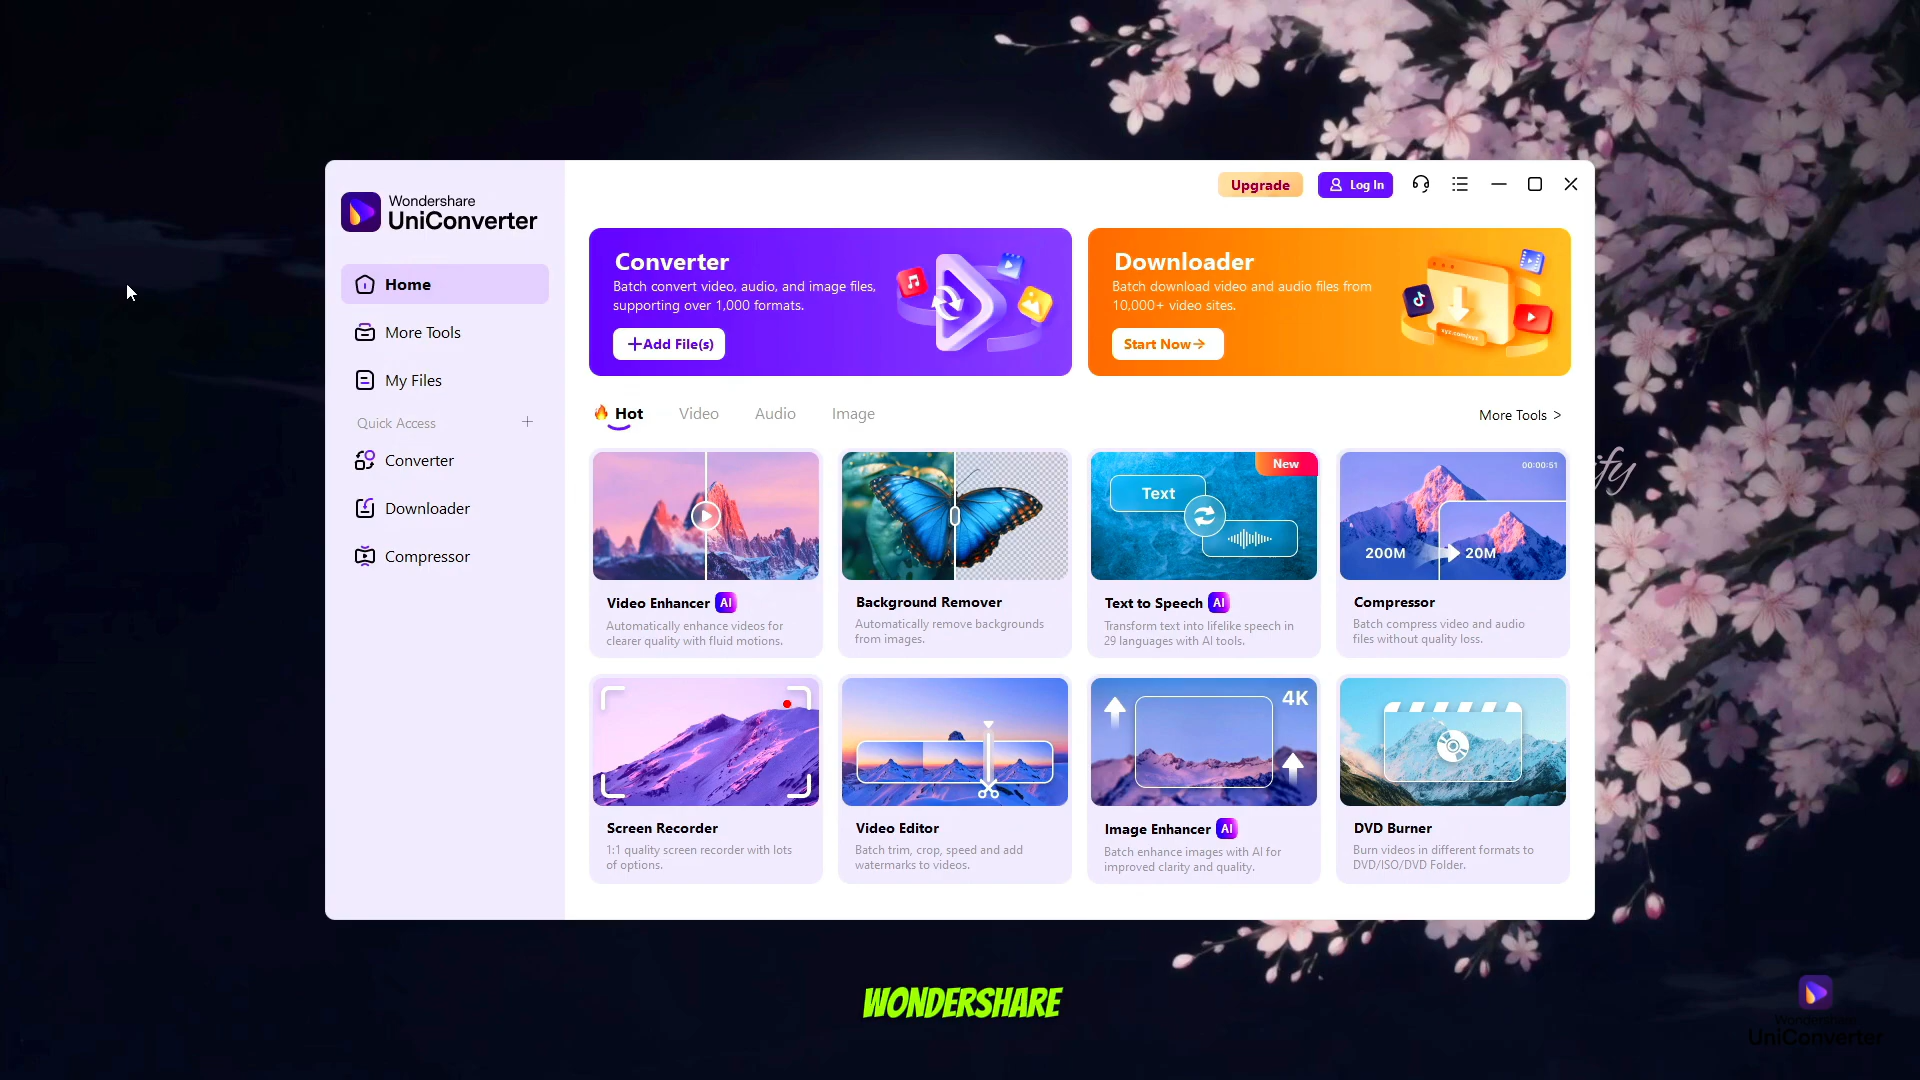 Wondershare
UniConverter
Upgrade
Log In
Home
More Tools
My Files
Quick Access
Converter
Downloader
Compressor
Converter
Batch convert video, audio, and image files,
supporting over 1,000 formats.
Add File(s)
Downloader
Batch download video and audio files from
10,000+ video sites.
Start Now
Hot
Video
Audio
Image
More Tools >
Video Enhancer AI
Automatically enhance videos for
clearer quality with fluid motions.
Background Remover
Automatically remove backgrounds
from images.
New
Text
Text to Speech AI
Transform text into lifelike speech in
29 languages with AI tools.
00:00:51
200M
20M
Compressor
Batch compress video and audio
files without quality loss.
Screen Recorder
1:1 quality screen recorder with lots
of options.
Video Editor
Batch trim, crop, speed and add
watermarks to videos.
4K
Image Enhancer AI
Batch enhance images with AI for
improved clarity and quality.
DVD Burner
Burn videos in different formats to
DVD/ISO/DVD Folder.
WONDERSHARE
Wondershare
UniConverter